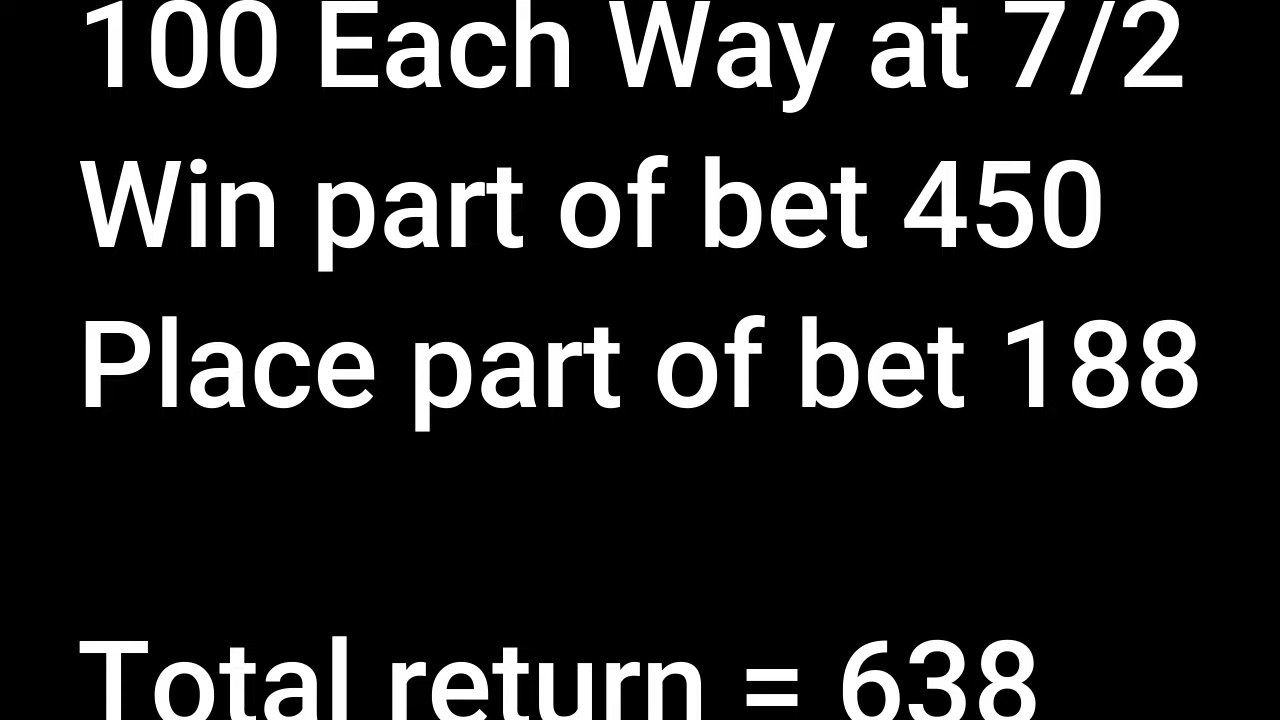 100 Each Way at 7/2
Win part of bet 450
Place part of bet 188
Total return = 638